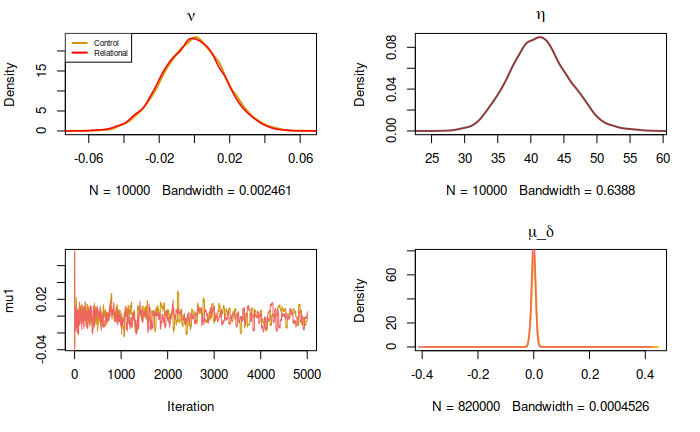 ν
Density
5 15
0
Control
Relational
-0.06 -0.02 0.02 0.06
N = 10000 Bandwidth = 0.002461
η
Density
0.00 0.04 0.08
25 30 35 40 45 50 55 60
N = 10000 Bandwidth = 0.6388
mu1
-0.04 0.02
0 1000 2000 3000 4000 5000
Iteration
μ_δ
Density
0 20 60
-0.4 -0.2 0.0 0.2 0.4
N = 820000 Bandwidth = 0.0004526